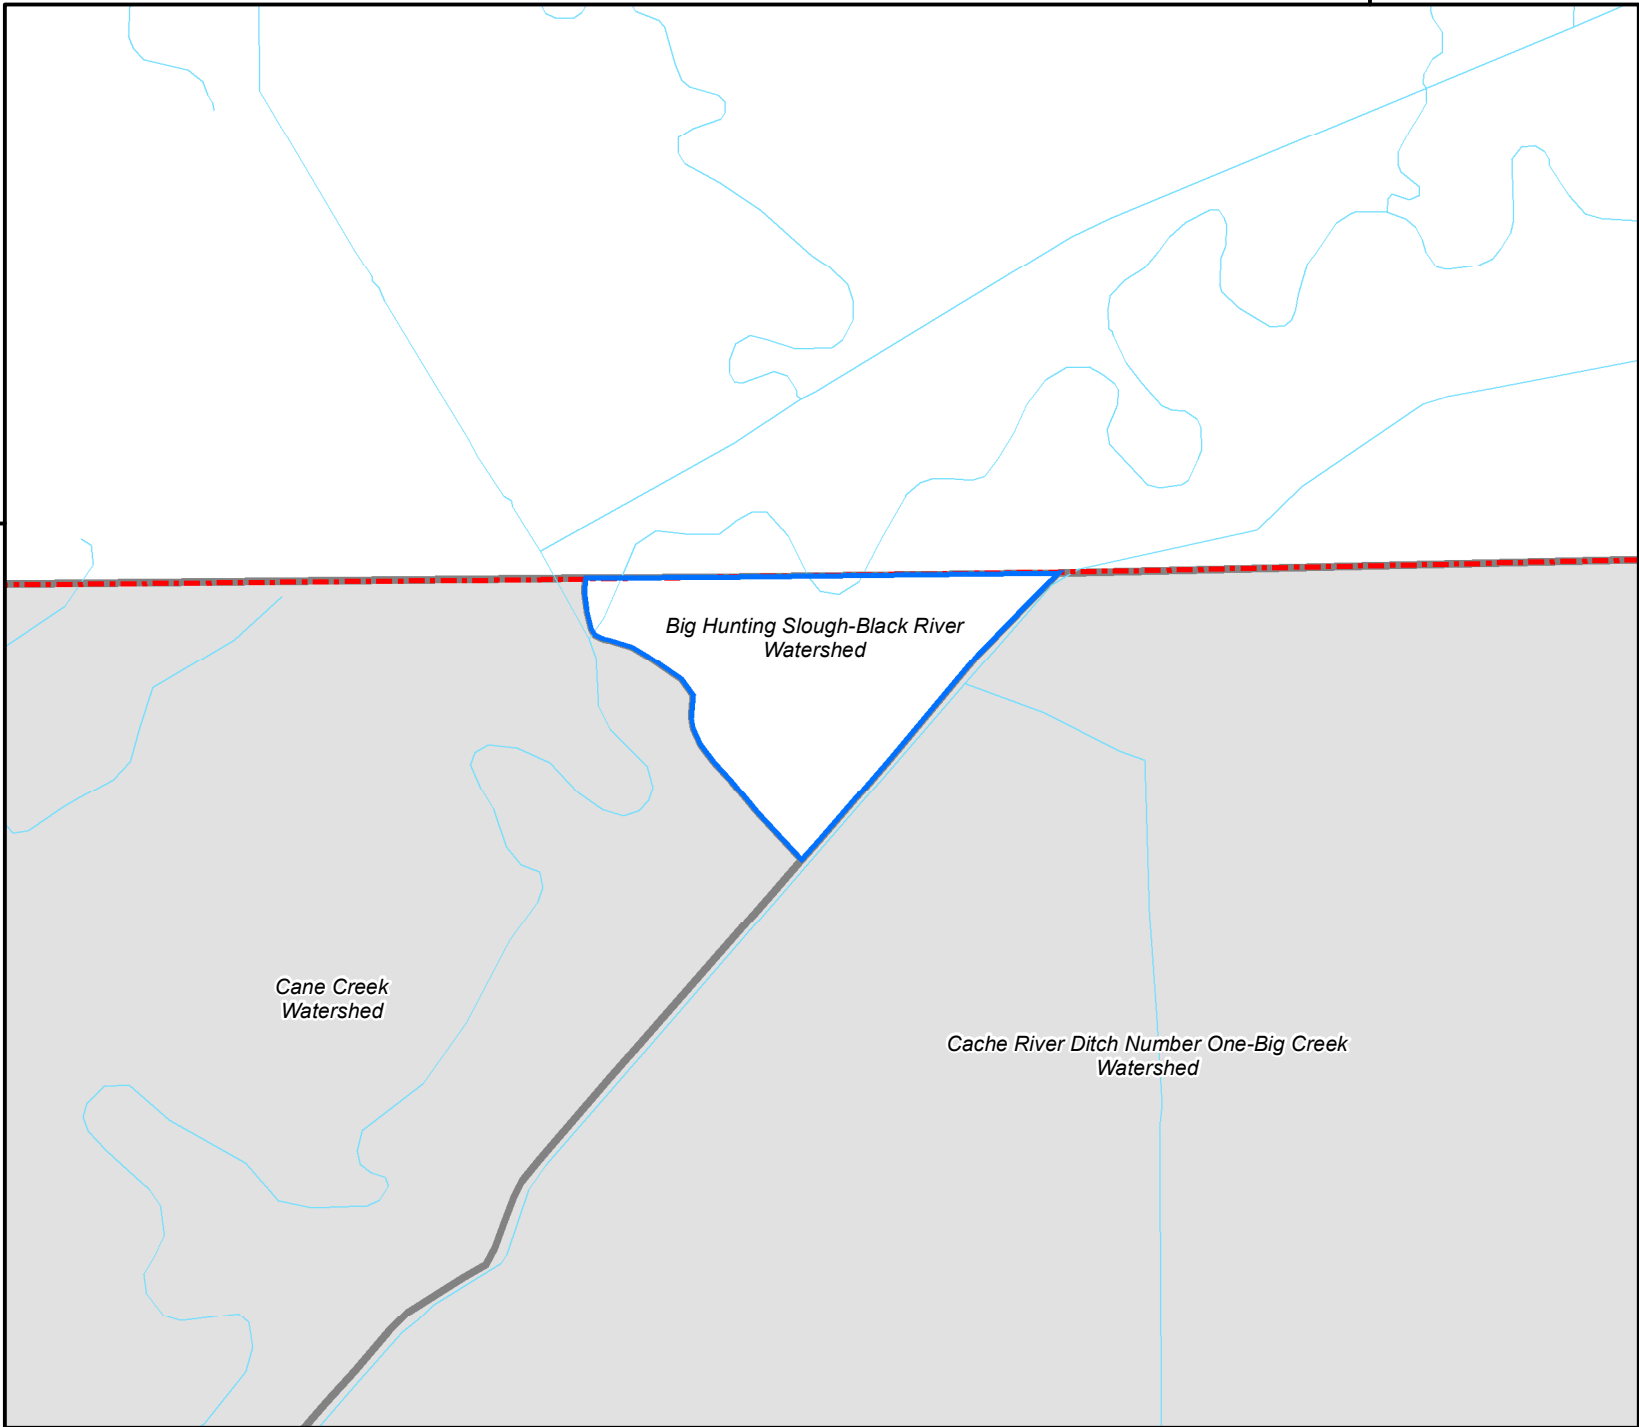 Big Hunting Slough-Black River
Watershed
Cane Creek
Watershed
Cache River Ditch Number One-Big Creek
Watershed